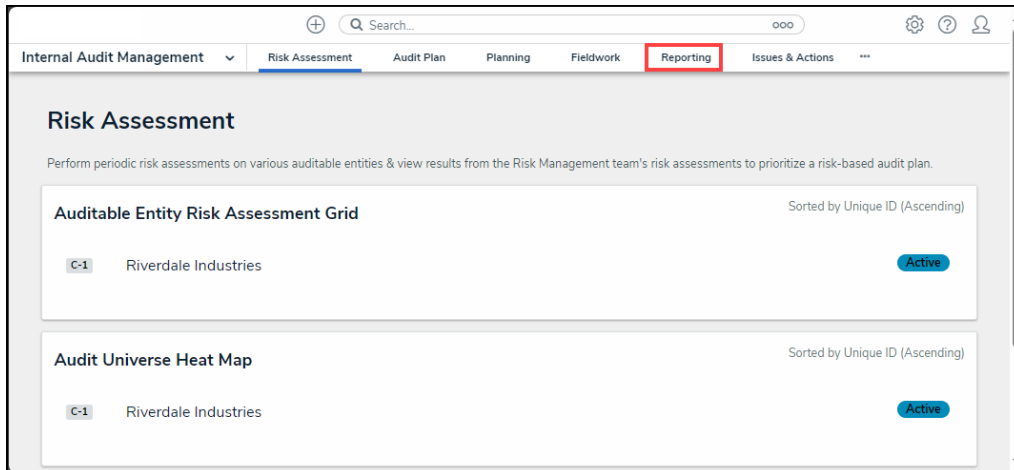 Search...
Internal Audit Management
Risk Assessment Audit Plan Planning Fieldwork Reporting Issues & Actions
Risk Assessment
Perform periodic risk assessments on various auditable entities & view results from the Risk Management team's risk assessments to prioritize a risk-based audit plan.
Auditable Entity Risk Assessment Grid
Sorted by Unique ID (Ascending)
C-1 Riverdale Industries Active
Audit Universe Heat Map
Sorted by Unique ID (Ascending)
C-1 Riverdale Industries Active